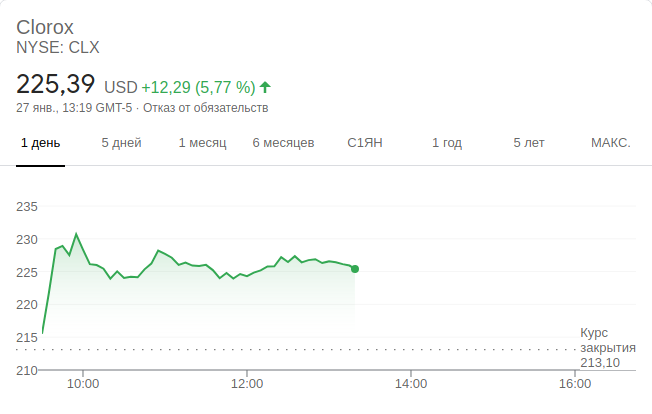 Clorox
NYSE: CLX
225,39 USD +12,29 (5,77 %)
27 янв., 13:19 GMT-5 · Отказ от обязательств
1 день 5 дней 1 месяц 6 месяцев С1ЯН 1 год 5 лет МАКС.
235
230
225
220
215
210
Курс
закрытия
213,10
10:00 12:00 14:00 16:00